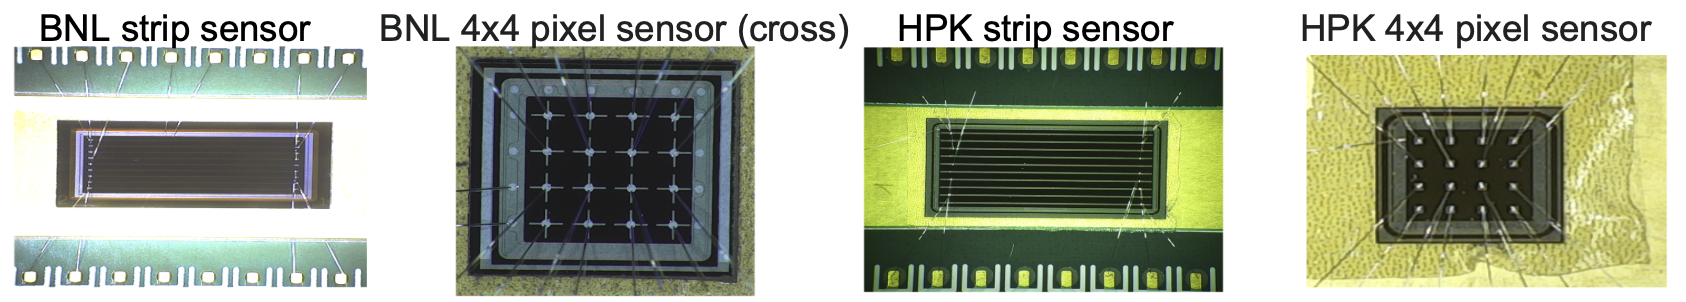 BNL strip sensor
BNL 4x4 pixel sensor (cross)
HPK strip sensor
HPK 4x4 pixel sensor